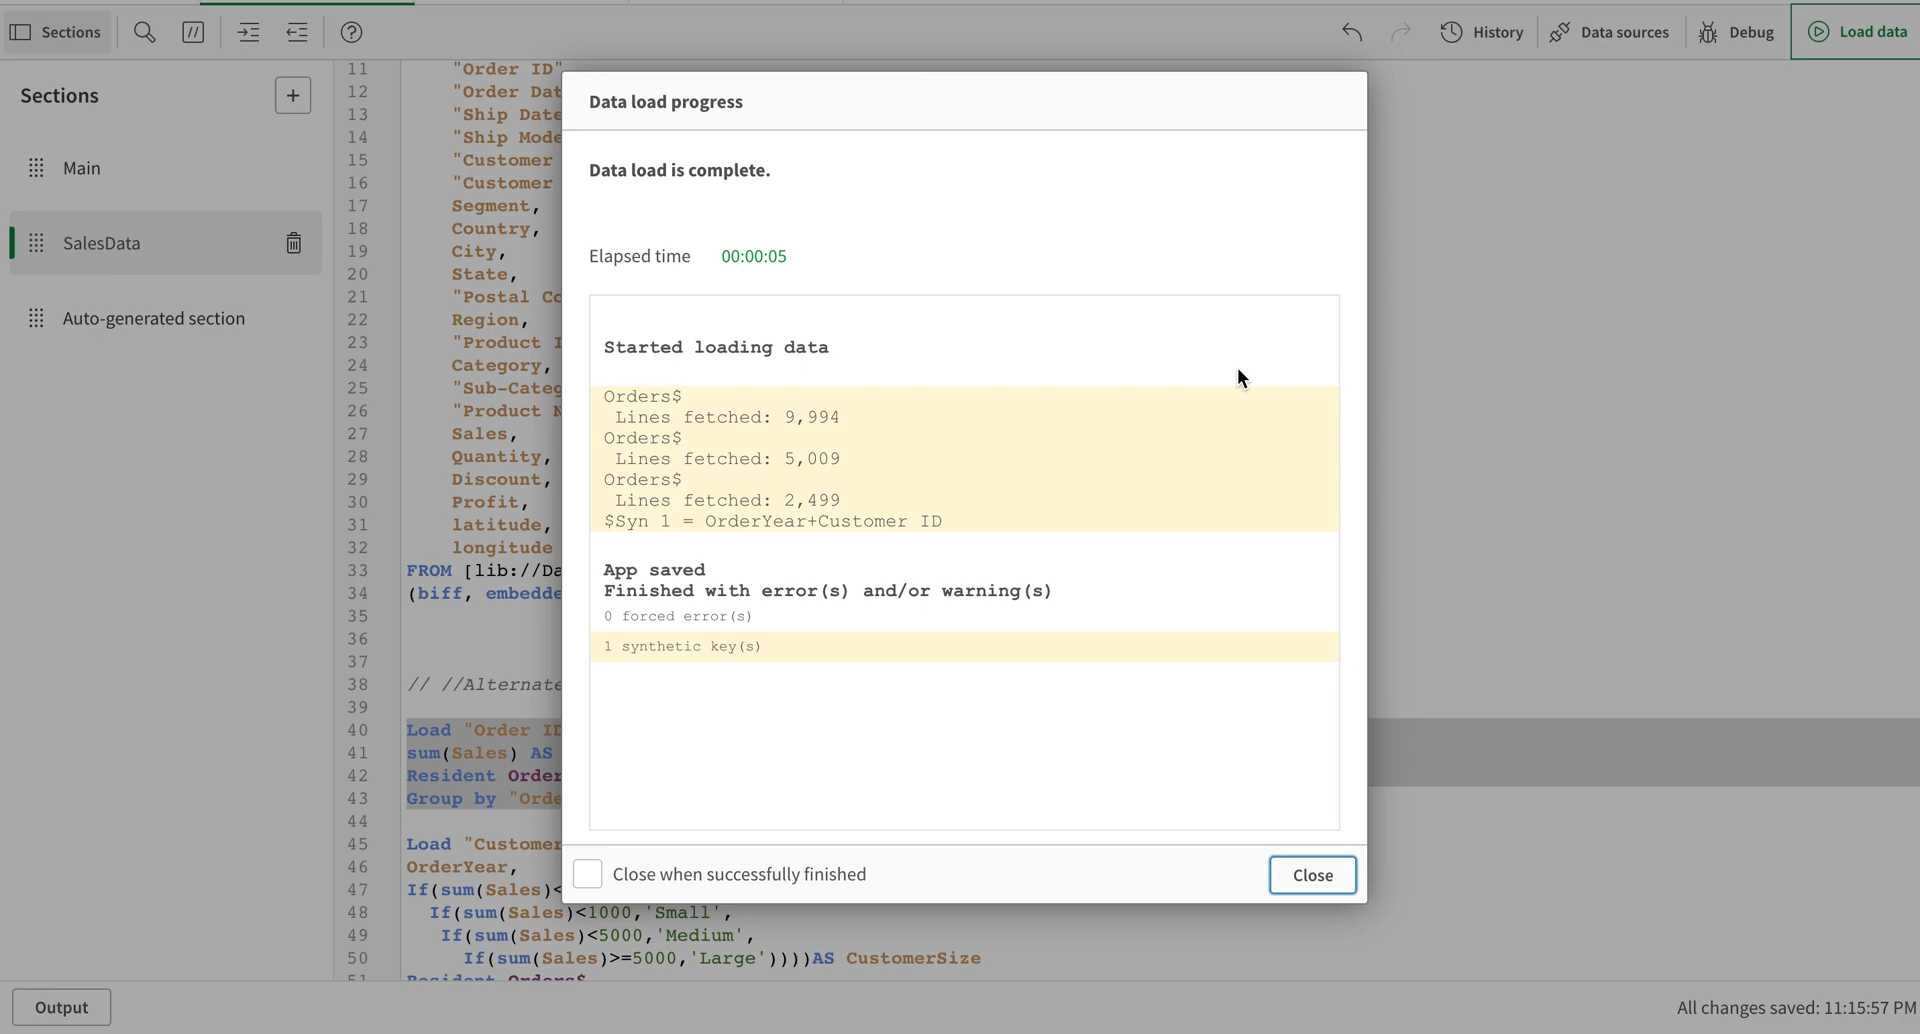 Sections
History
Data sources
Debug
Load data
Sections
+
Main
SalesData
Auto-generated section
11 "Order ID"
12 "Order Dat
13 "Ship Date
14 "Ship Mode
15 "Customer
16 "Customer
17 Segment,
18 Country,
19 City,
20 State,
21 "Postal Co
22 Region,
23 "Product I
24 Category,
25 "Sub-Categ
26 "Product N
27 Sales,
28 Quantity,
29 Discount,
30 Profit,
31 latitude,
32 longitude
33 FROM [lib://Da
34 (biff, embedde
35
36
37
38 // //Alternate
39
40 Load "Order ID
41 sum(Sales) AS
42 Resident Order
43 Group by "Orde
44
45 Load "Customer
46 OrderYear,
47 If(sum(Sales)<
48 If(sum(Sales)<1000,'Small',
49 If(sum(Sales)<5000,'Medium',
50 If(sum(Sales)>=5000,'Large'))))AS CustomerSize
51 Resident Orders$
Data load progress
Data load is complete.
Elapsed time 00:00:05
Started loading data
Orders$
Lines fetched: 9,994
Orders$
Lines fetched: 5,009
Orders$
Lines fetched: 2,499
$Syn 1 = OrderYear+Customer ID
App saved
Finished with error(s) and/or warning(s)
0 forced error(s)
1 synthetic key(s)
Close when successfully finished
Close
Output
All changes saved: 11:15:57 PM